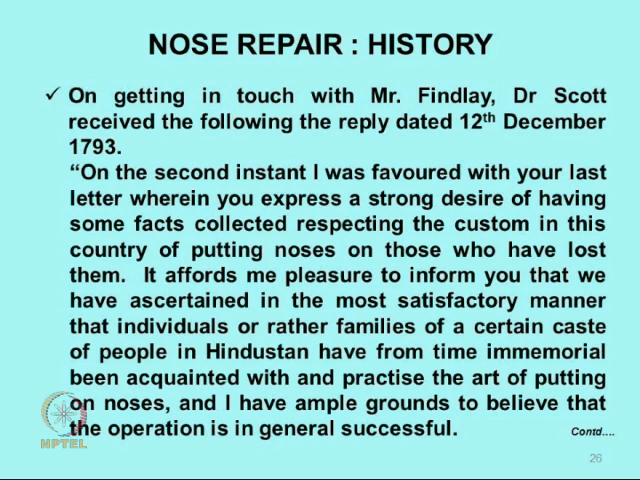 NOSE REPAIR : HISTORY
✓ On getting in touch with Mr. Findlay, Dr Scott
received the following the reply dated 12th December
1793.
“On the second instant I was favoured with your last
letter wherein you express a strong desire of having
some facts collected respecting the custom in this
country of putting noses on those who have lost
them. It affords me pleasure to inform you that we
have ascertained in the most satisfactory manner
that individuals or rather families of a certain caste
of people in Hindustan have from time immemorial
been acquainted with and practise the art of putting
on noses, and I have ample grounds to believe that
the operation is in general successful.
Contd....
NPTEL
26